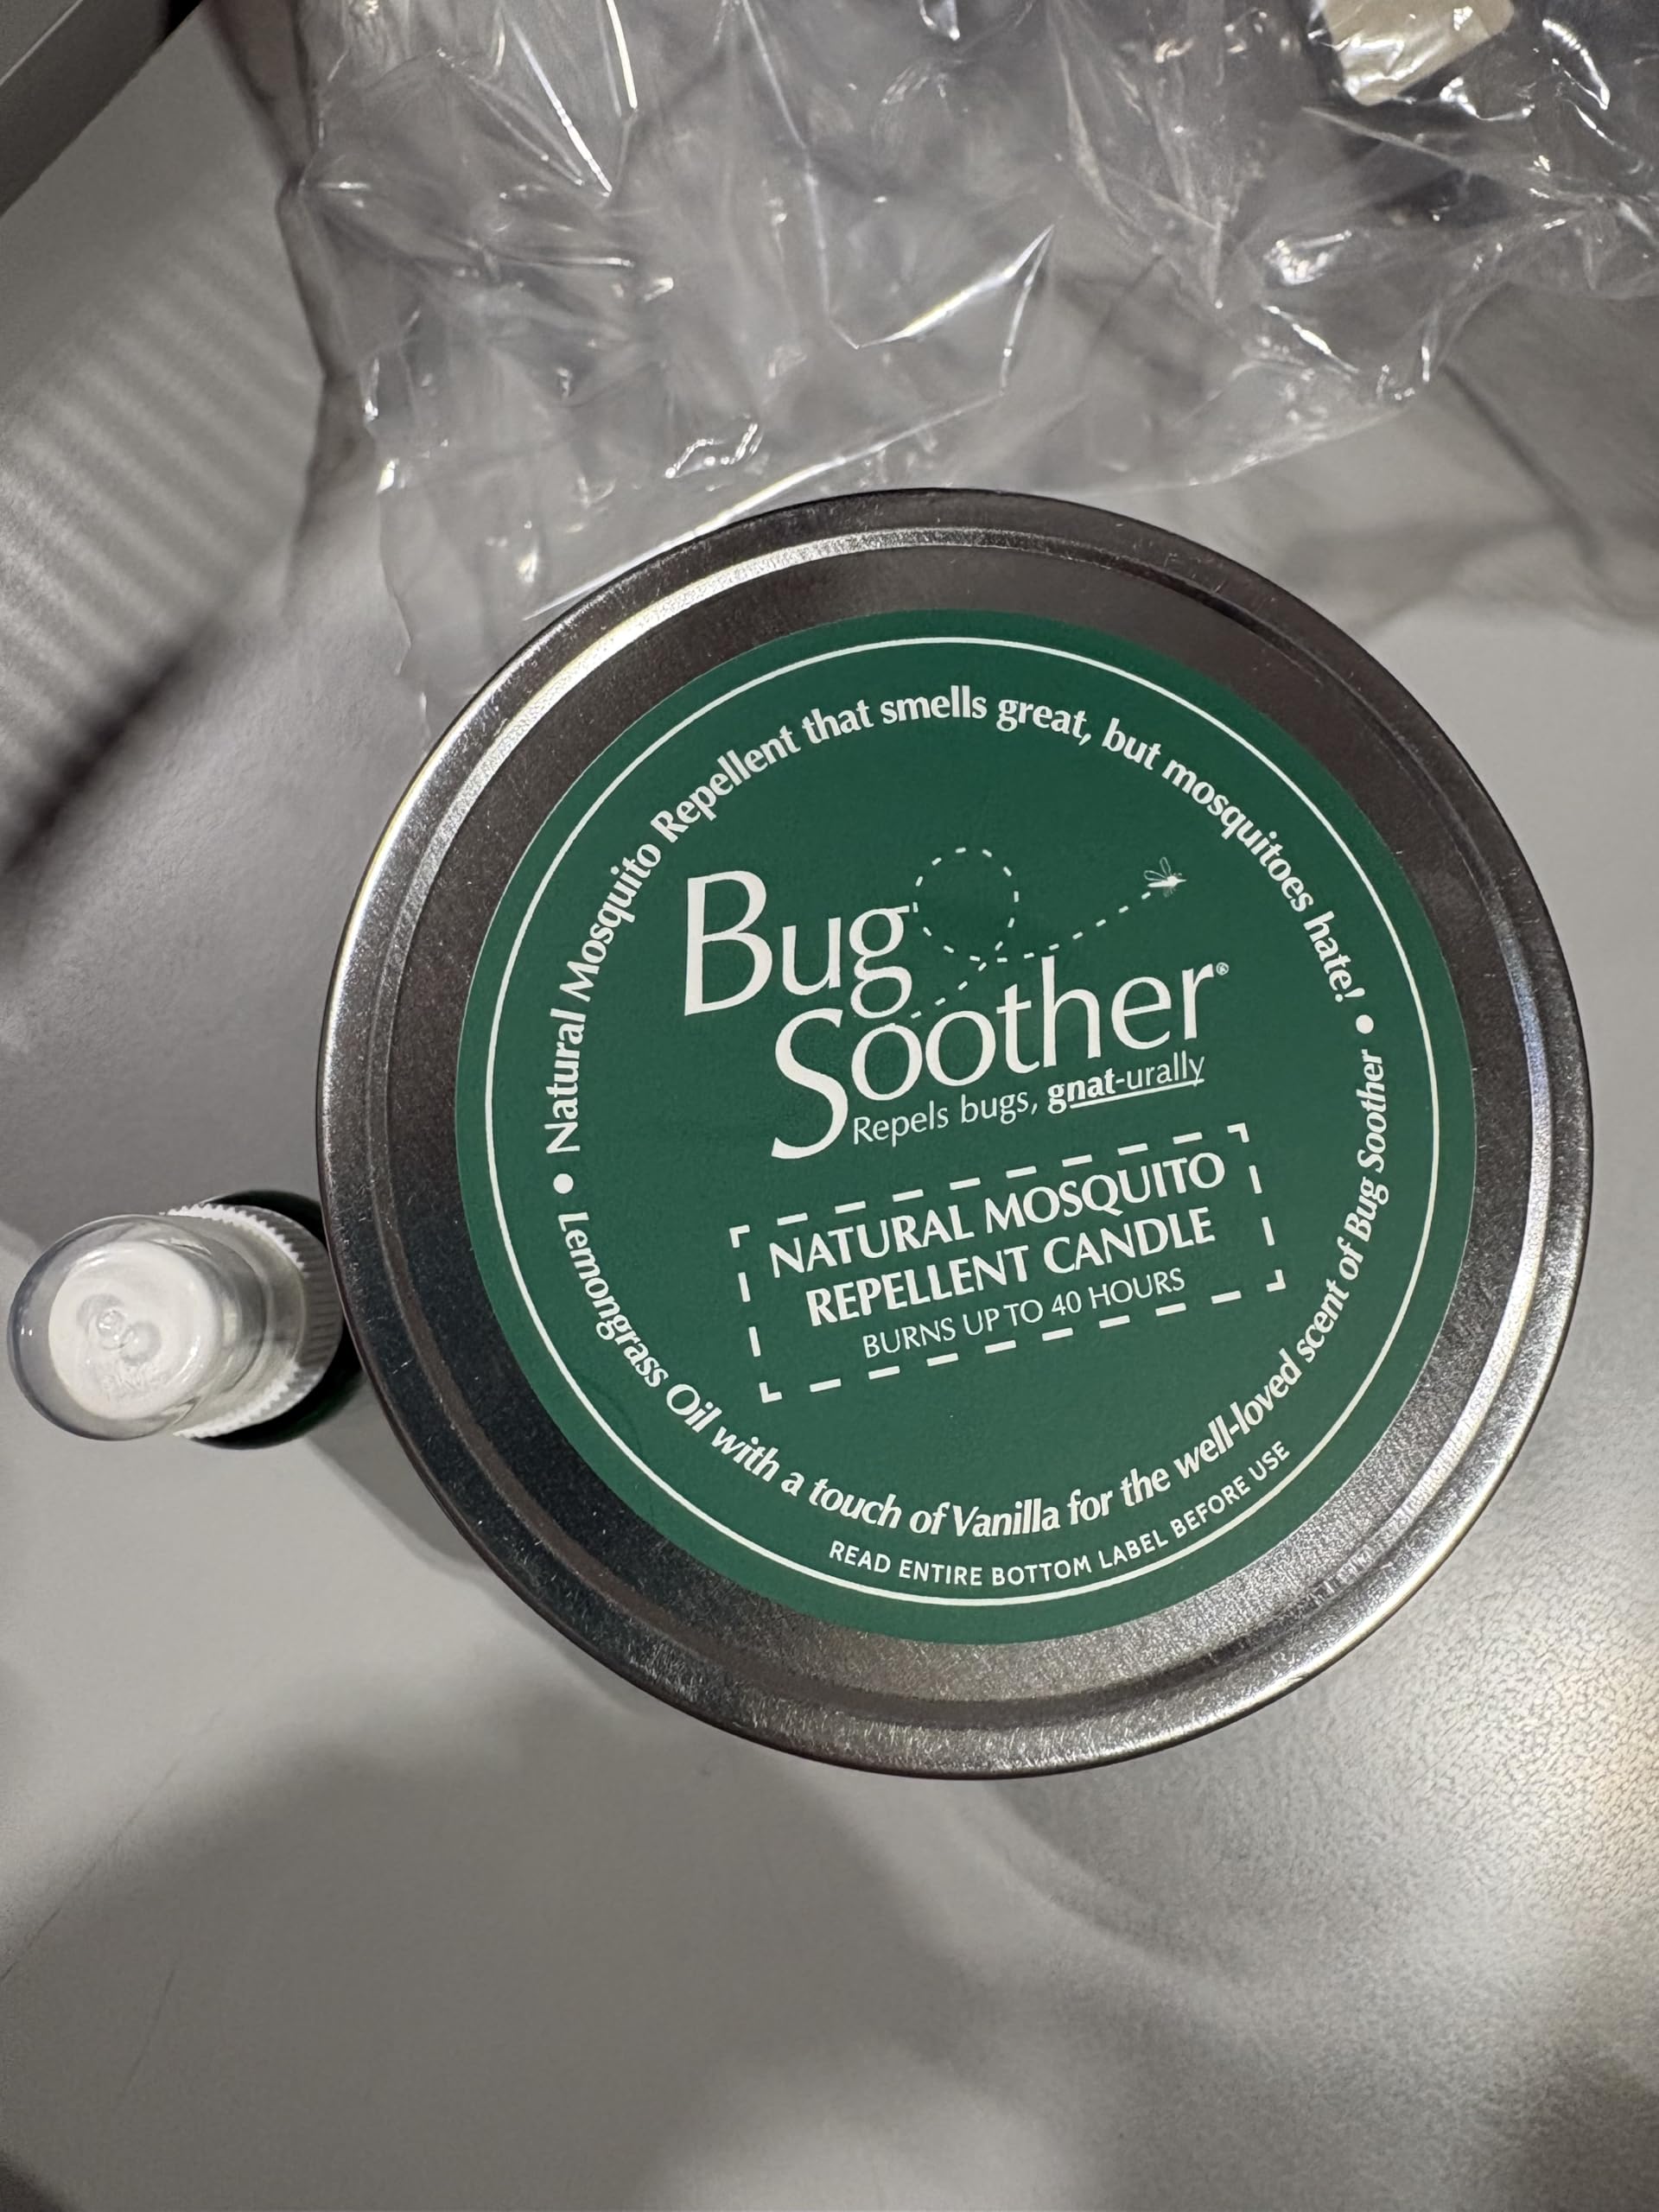 • Natural Mosquito Repellent that smells great, but mosquitoes hate! •
Bug
Soother®
Repels bugs, gnat-urally
NATURAL MOSQUITO
REPELLENT CANDLE
BURNS UP TO 40 HOURS
Lemongrass Oil with a touch of Vanilla for the well-loved scent of Bug Soother
READ ENTIRE BOTTOM LABEL BEFORE USE